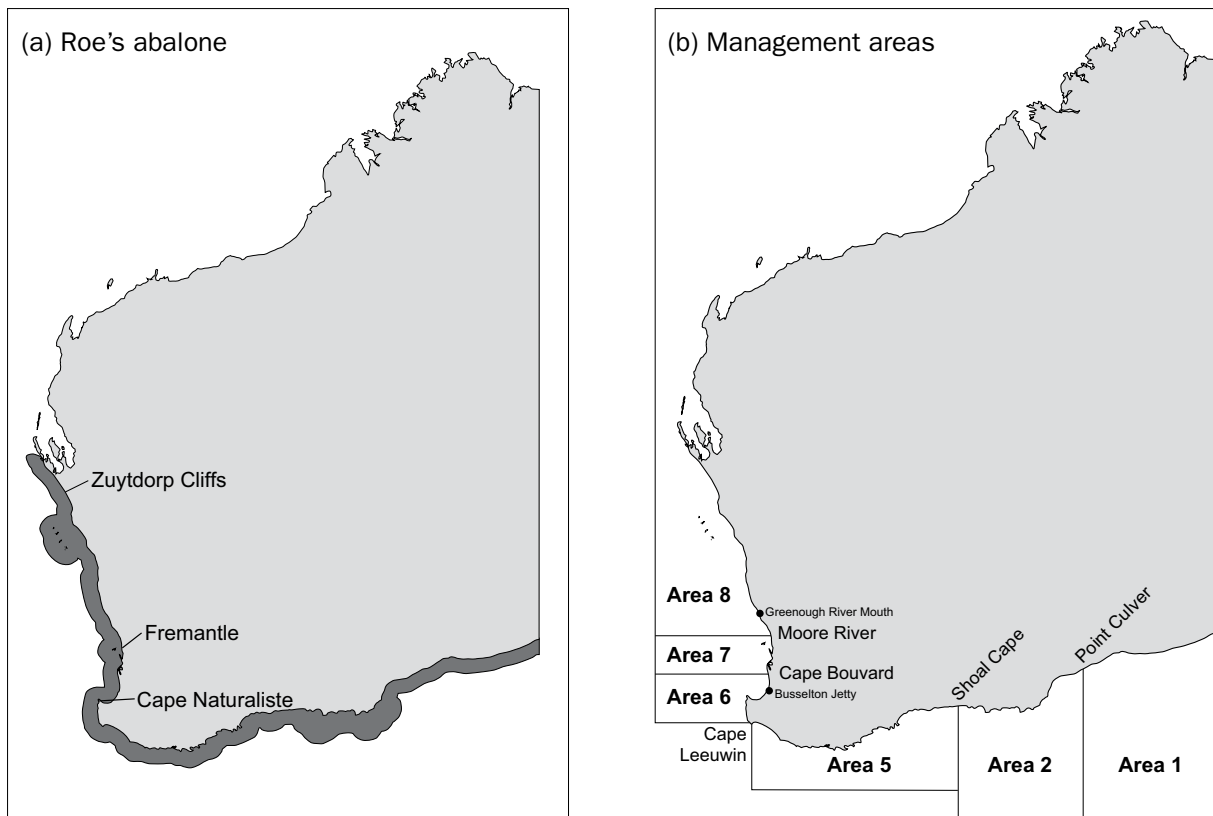 (a) Roe's abalone
Zuytdorp Cliffs
Fremantle
Cape Naturaliste
(b) Management areas
Area 8
Greenough River Mouth
Moore River
Area 7
Cape Bouvard
Area 6
Busselton Jetty
Shoal Cape
Point Culver
Cape
Leeuwin
Area 5
Area 2
Area 1